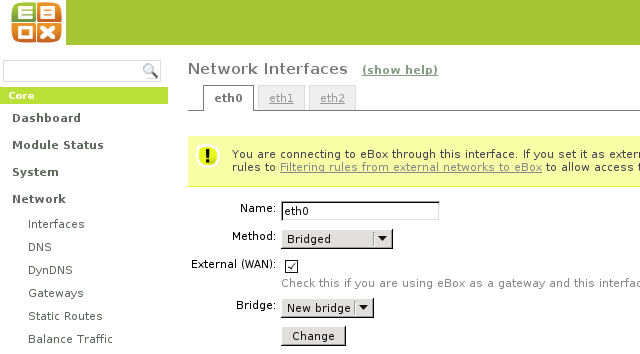 EBOX
Network Interfaces (show help)
eth0 eth1 eth2
Core
Dashboard
Module Status
System
Network
Interfaces
DNS
DynDNS
Gateways
Static Routes
Balance Traffic
You are connecting to eBox through this interface. If you set it as exter
rules to Filtering rules from external networks to eBox to allow access t
Name: eth0
Method: Bridged
External (WAN):
Check this if you are using eBox as a gateway and this interfac
Bridge: New bridge
Change